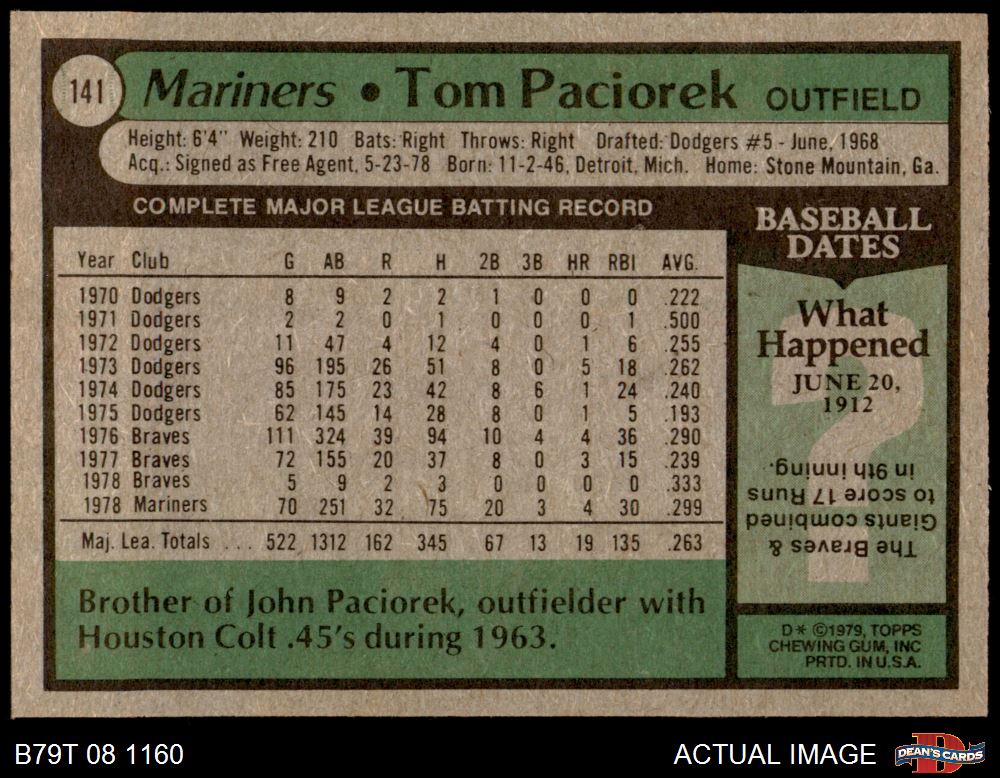 141
Mariners • Tom Paciorek OUTFIELD
Height: 6'4" Weight: 210 Bats: Right Throws: Right Drafted: Dodgers #5 - June, 1968
Acq.: Signed as Free Agent, 5-23-78 Born: 11-2-46, Detroit, Mich. Home: Stone Mountain, Ga.
COMPLETE MAJOR LEAGUE BATTING RECORD
Year Club G AB R H 2B 3B HR RBI AVG.
1970 Dodgers 8 9 2 2 1 0 0 0 .222
1971 Dodgers 2 2 0 1 0 0 0 1 .500
1972 Dodgers 11 47 4 12 4 0 1 6 .255
1973 Dodgers 96 195 26 51 8 0 5 18 .262
1974 Dodgers 85 175 23 42 8 6 1 24 .240
1975 Dodgers 62 145 14 28 8 0 1 5 .193
1976 Braves 111 324 39 94 10 4 4 36 .290
1977 Braves 72 155 20 37 8 0 3 15 .239
1978 Braves 5 9 2 3 0 0 0 0 .333
1978 Mariners 70 251 32 75 20 3 4 30 .299
Maj. Lea. Totals ... 522 1312 162 345 67 13 19 135 .263
Brother of John Paciorek, outfielder with
Houston Colt .45's during 1963.
BASEBALL
DATES
What
Happened
JUNE 20,
1912
?
The Braves &
Giants combined
to score 17 Runs
in 9th inning.
D* ©1979, TOPPS
CHEWING GUM, INC
PRTD. IN U.S.A.
B79T 08 1160
ACTUAL IMAGE
DEAN'S CARDS